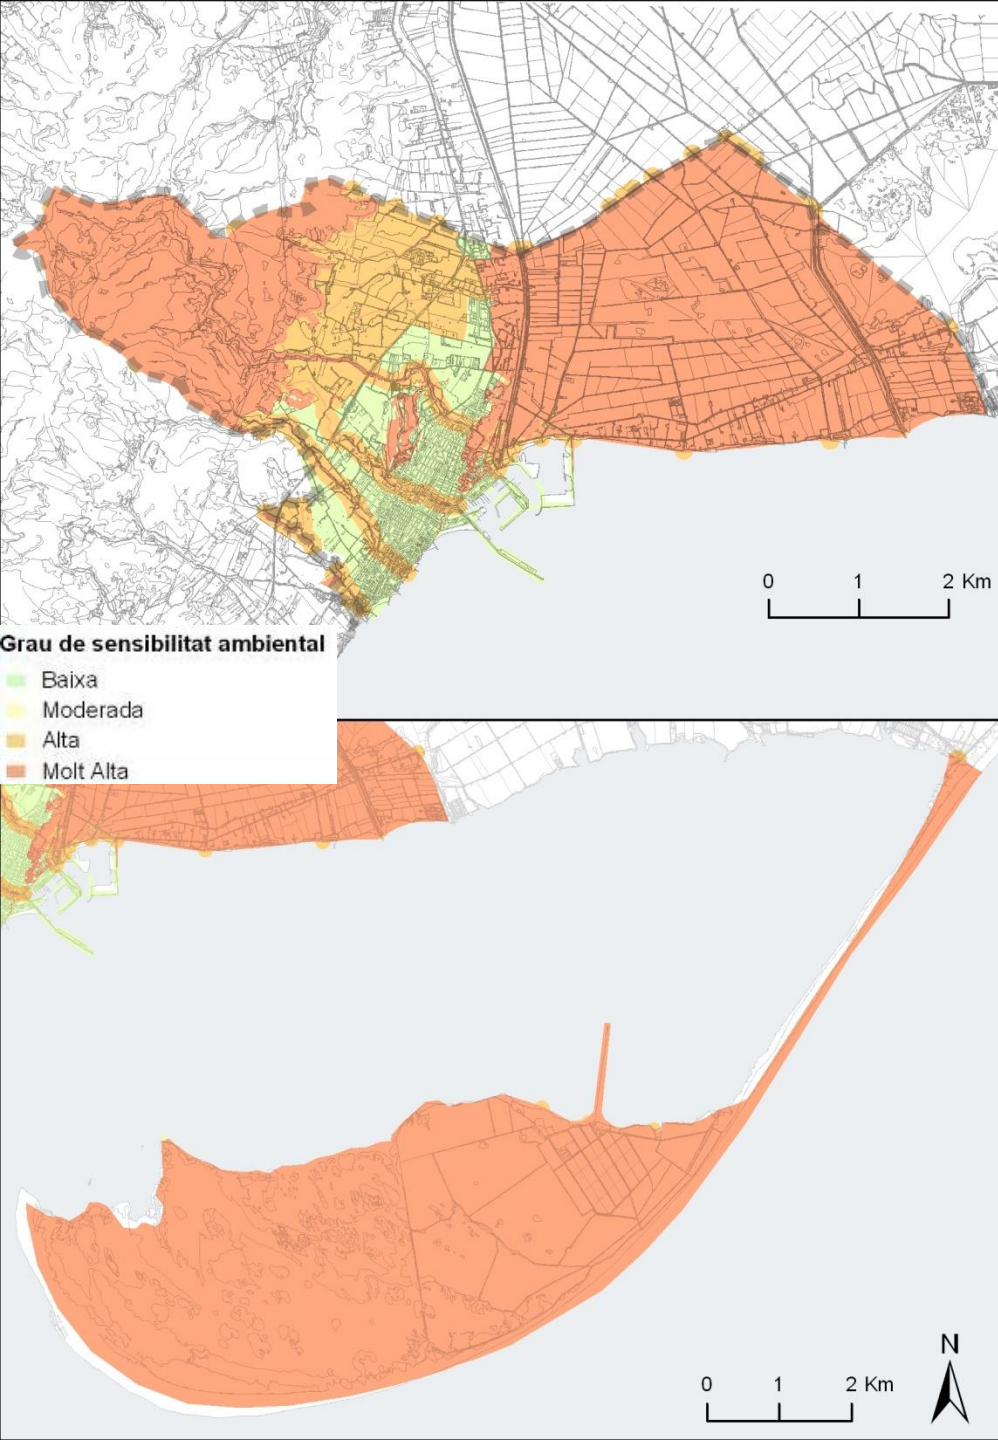 0 1 2 Km
Grau de sensibilitat ambiental
Baixa
Moderada
Alta
Molt Alta
N
0 1 2 Km